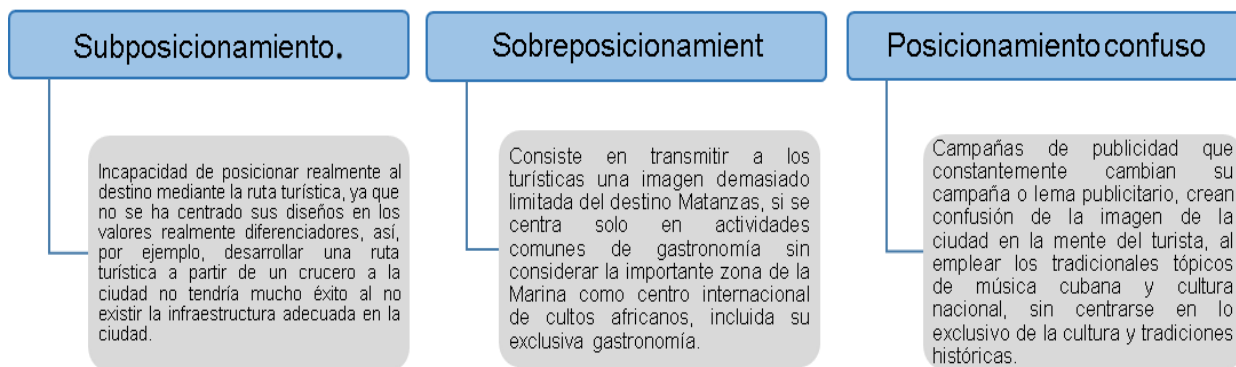 Subposicionamiento.
Incapacidad de posicionar realmente al
destino mediante la ruta turística, ya que
no se ha centrado sus diseños en los
valores realmente diferenciadores, así,
por ejemplo, desarrollar una ruta
turística a partir de un crucero a la
ciudad no tendría mucho éxito al no
existir la infraestructura adecuada en la
ciudad.
Sobreposicionamient
Consiste en transmitir a los
turísticas una imagen demasiado
limitada del destino Matanzas, si se
centra solo en actividades
comunes de gastronomía sin
considerar la importante zona de la
Marina como centro internacional
de cultos africanos, incluida su
exclusiva gastronomía.
Posicionamiento confuso
Campañas de publicidad que
constantemente cambian su
campaña o lema publicitario, crean
confusión de la imagen de la
ciudad en la mente del turista, al
emplear los tradicionales tópicos
de música cubana y cultura
nacional, sin centrarse en lo
exclusivo de la cultura y tradiciones
históricas.